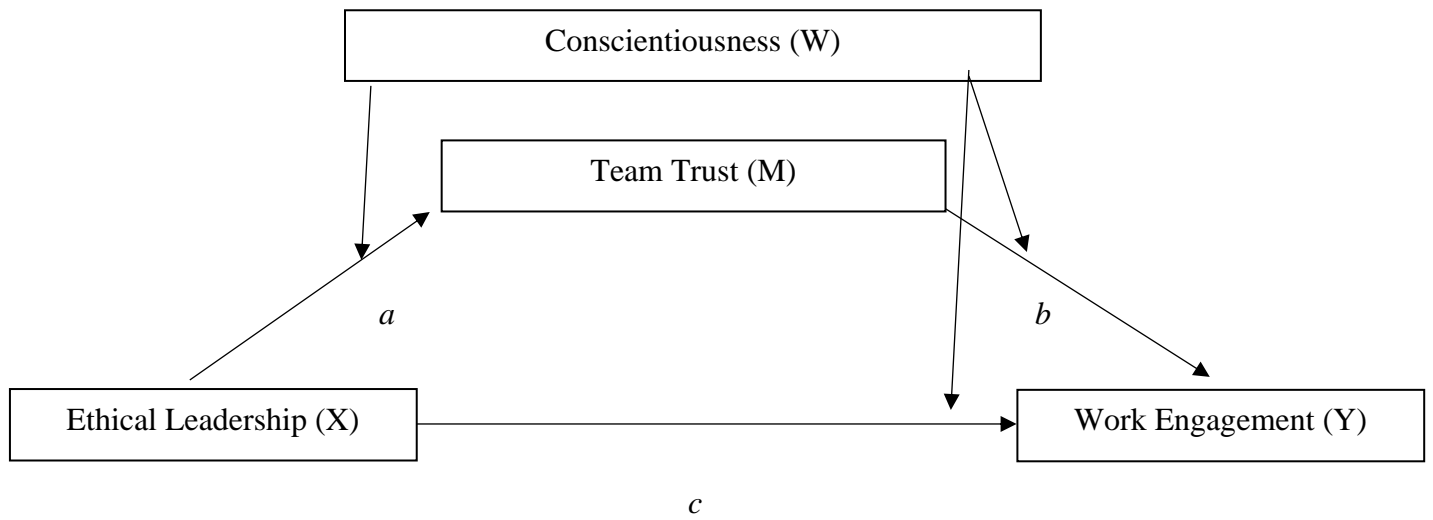 Conscientiousness (W)
Team Trust (M)
a
b
Ethical Leadership (X)
Work Engagement (Y)
c